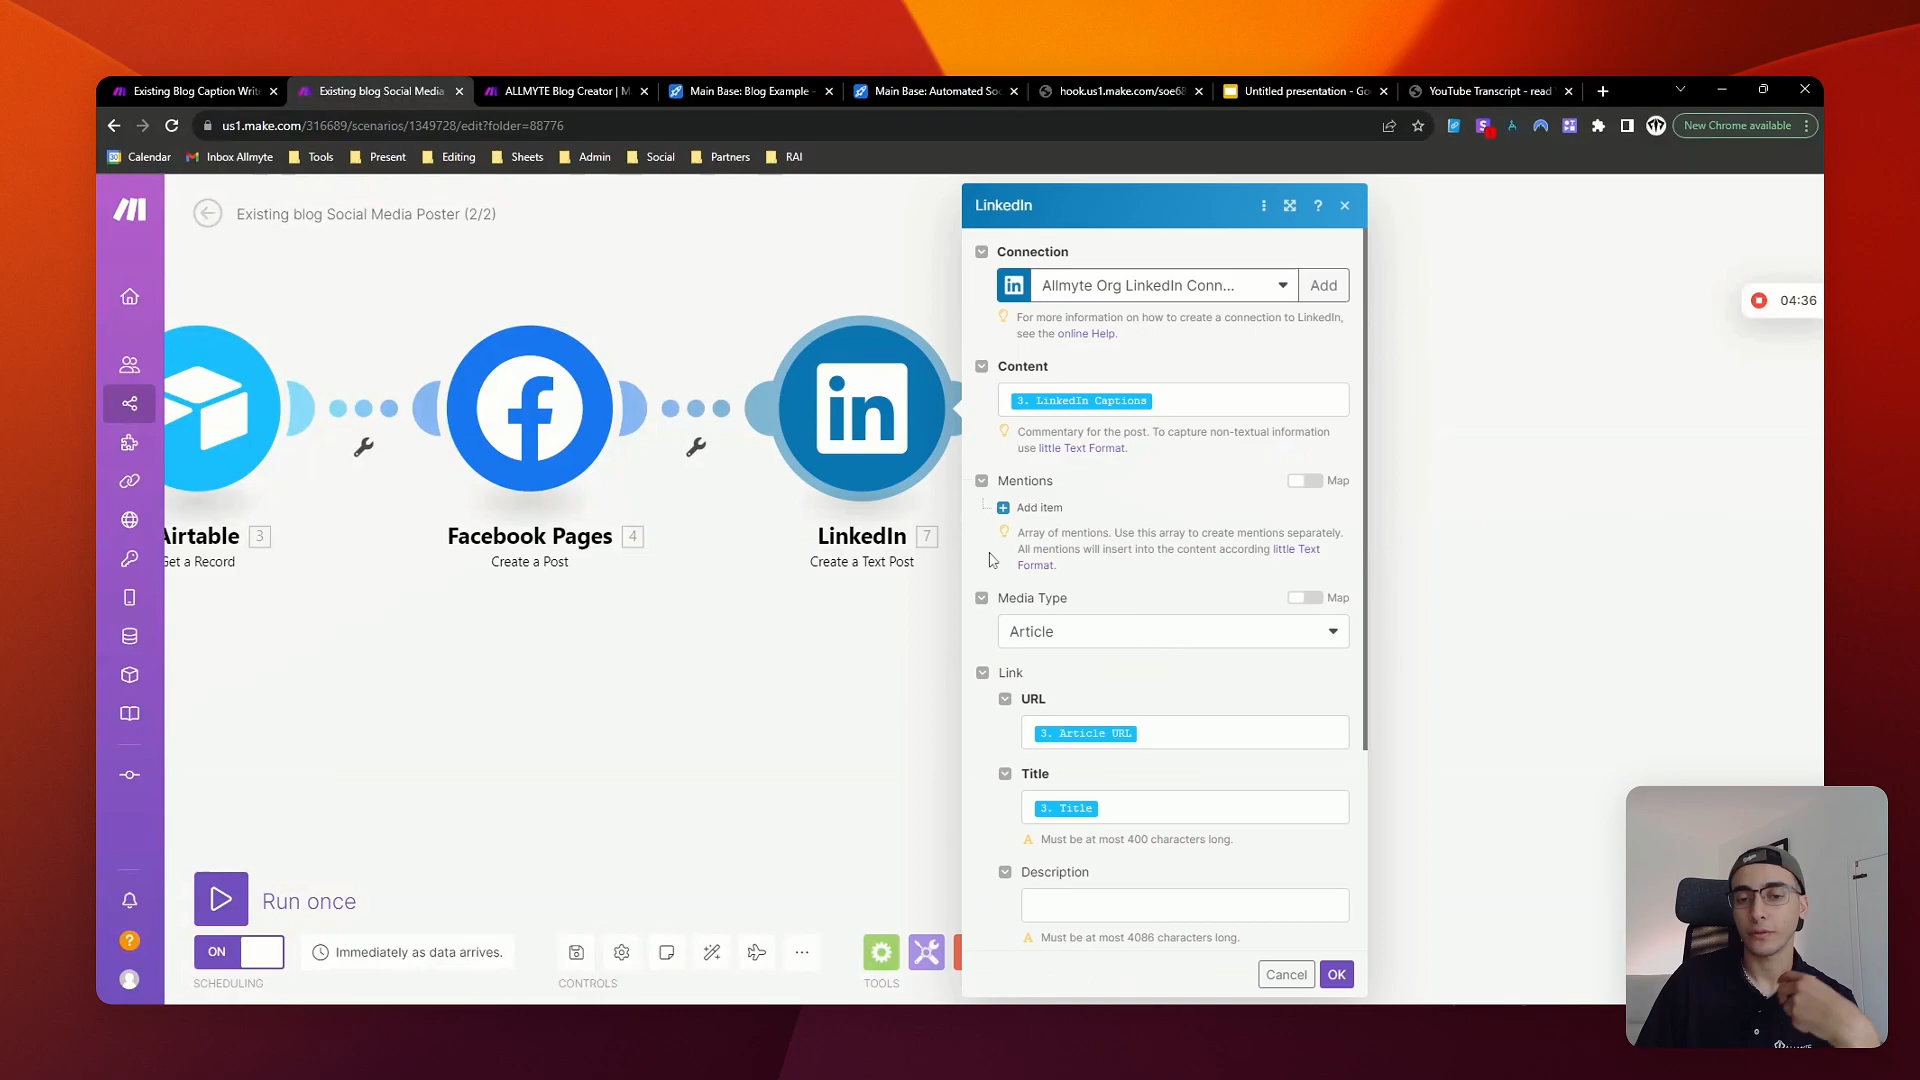 Existing Blog Caption Write
Existing blog Social Media
ALLMYTE Blog Creator | M
Main Base: Blog Example -
Main Base: Automated So
hook.us1.make.com/soe68
Untitled presentation - Go
YouTube Transcript - read
us1.make.com/316689/scenarios/1349728/edit?folder=88776
New Chrome available
Calendar
Inbox Allmyte
Tools
Present
Editing
Sheets
Admin
Social
Partners
RAI
Existing blog Social Media Poster (2/2)
LinkedIn
Connection
in
Allmyte Org LinkedIn Conn...
Add
For more information on how to create a connection to LinkedIn,
see the online Help.
04:36
Content
3. LinkedIn Captions
Commentary for the post. To capture non-textual information
use little Text Format.
Mentions
Map
Add item
Array of mentions. Use this array to create mentions separately.
All mentions will insert into the content according little Text
Format.
Media Type
Map
Article
Link
URL
3. Article URL
Title
3. Title
Must be at most 400 characters long.
Description
Must be at most 4086 characters long.
Cancel
OK
f
in
Airtable
3
Get a Record
Facebook Pages
4
Create a Post
LinkedIn
7
Create a Text Post
Run once
ON
Immediately as data arrives.
SCHEDULING
CONTROLS
TOOLS